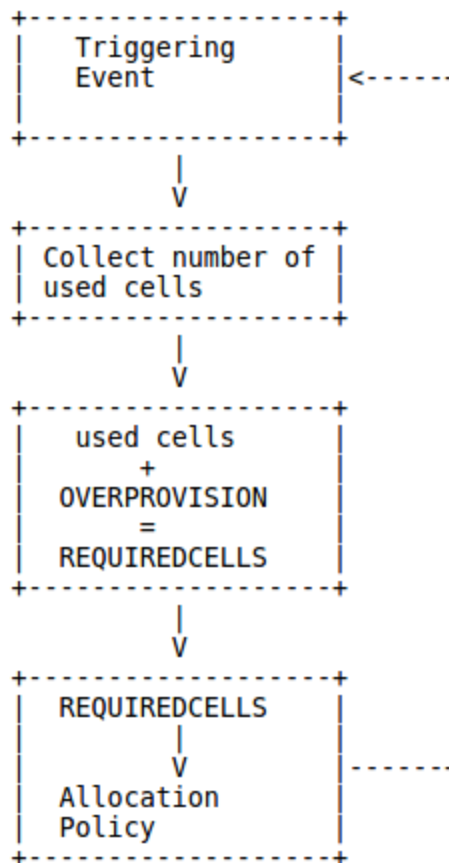 +--------------------+
|   Triggering       |
|   Event            |<------
|                    |
+--------------------+
          |
          V
+--------------------+
| Collect number of  |
| used cells         |
+--------------------+
          |
          V
+--------------------+
|   used cells       |
|       +            |
|  OVERPROVISION     |
|       =            |
|  REQUIREDCELLS     |
+--------------------+
          |
          V
+--------------------+
|  REQUIREDCELLS     |
|         |          |
|         V          |------
|  Allocation        |
|  Policy            |
+--------------------+